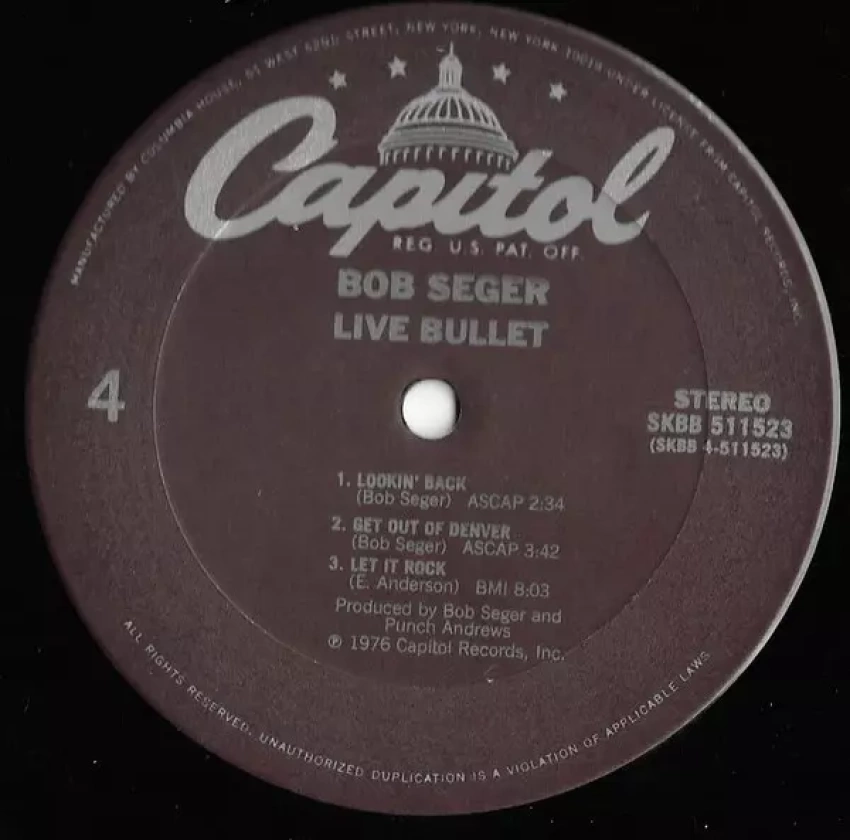 MANUFACTURED BY COLUMBIA HOUSE, 51 WEST 52ND STREET, NEW YORK, NEW YORK 10019 UNDER LICENSE FROM CAPITOL RECORDS, INC.
Capitol
REG. U.S. PAT. OFF.
BOB SEGER
LIVE BULLET
4
STEREO
SKBB 511523
(SKBB 4-511523)
1. LOOKIN' BACK
(Bob Seger) ASCAP 2:34
2. GET OUT OF DENVER
(Bob Seger) ASCAP 3:42
3. LET IT ROCK
(E. Anderson) BMI 8:03
Produced by Bob Seger and
Punch Andrews
℗ 1976 Capitol Records, Inc.
ALL RIGHTS RESERVED. UNAUTHORIZED DUPLICATION IS A VIOLATION OF APPLICABLE LAWS